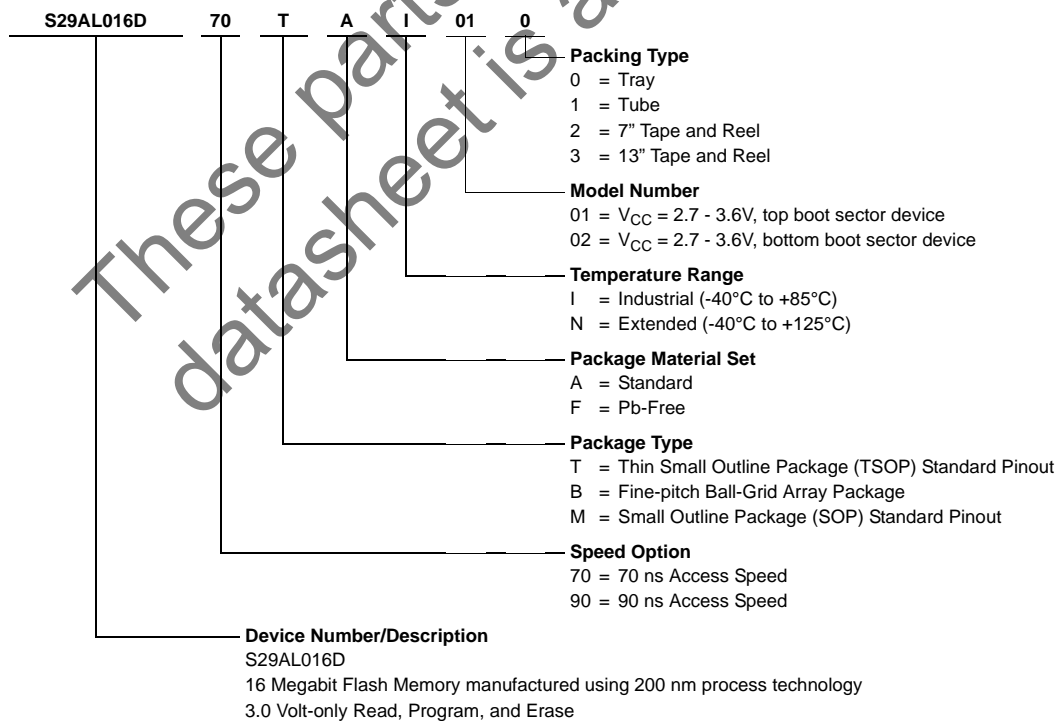 S29AL016D 70 T A I 01 0
Packing Type
0 = Tray
1 = Tube
2 = 7” Tape and Reel
3 = 13” Tape and Reel
Model Number
01 = VCC = 2.7 - 3.6V, top boot sector device
02 = VCC = 2.7 - 3.6V, bottom boot sector device
Temperature Range
I = Industrial (-40°C to +85°C)
N = Extended (-40°C to +125°C)
Package Material Set
A = Standard
F = Pb-Free
Package Type
T = Thin Small Outline Package (TSOP) Standard Pinout
B = Fine-pitch Ball-Grid Array Package
M = Small Outline Package (SOP) Standard Pinout
Speed Option
70 = 70 ns Access Speed
90 = 90 ns Access Speed
Device Number/Description
S29AL016D
16 Megabit Flash Memory manufactured using 200 nm process technology
3.0 Volt-only Read, Program, and Erase
These parts
datasheet is